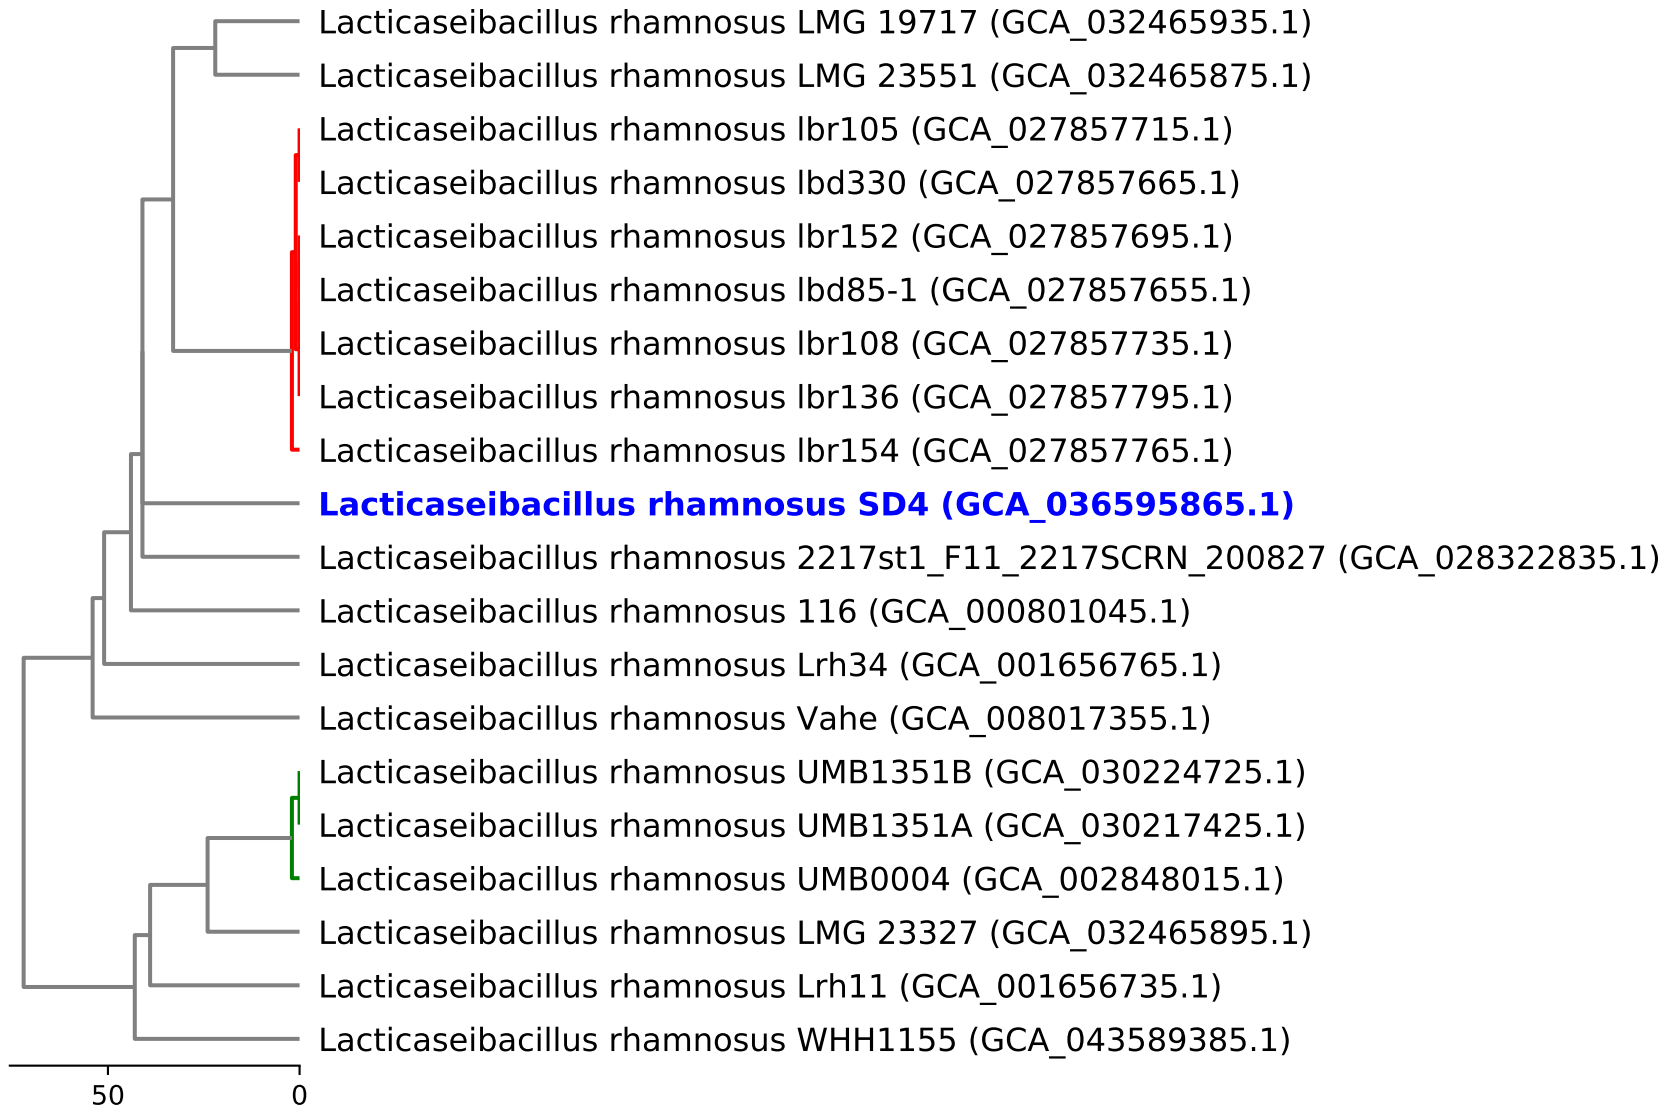 Lacticaseibacillus rhamnosus LMG 19717 (GCA_032465935.1)
Lacticaseibacillus rhamnosus LMG 23551 (GCA_032465875.1)
Lacticaseibacillus rhamnosus lbr105 (GCA_027857715.1)
Lacticaseibacillus rhamnosus lbd330 (GCA_027857665.1)
Lacticaseibacillus rhamnosus lbr152 (GCA_027857695.1)
Lacticaseibacillus rhamnosus lbd85-1 (GCA_027857655.1)
Lacticaseibacillus rhamnosus lbr108 (GCA_027857735.1)
Lacticaseibacillus rhamnosus lbr136 (GCA_027857795.1)
Lacticaseibacillus rhamnosus lbr154 (GCA_027857765.1)
Lacticaseibacillus rhamnosus SD4 (GCA_036595865.1)
Lacticaseibacillus rhamnosus 2217st1_F11_2217SCRN_200827 (GCA_028322835.1)
Lacticaseibacillus rhamnosus 116 (GCA_000801045.1)
Lacticaseibacillus rhamnosus Lrh34 (GCA_001656765.1)
Lacticaseibacillus rhamnosus Vahe (GCA_008017355.1)
Lacticaseibacillus rhamnosus UMB1351B (GCA_030224725.1)
Lacticaseibacillus rhamnosus UMB1351A (GCA_030217425.1)
Lacticaseibacillus rhamnosus UMB0004 (GCA_002848015.1)
Lacticaseibacillus rhamnosus LMG 23327 (GCA_032465895.1)
Lacticaseibacillus rhamnosus Lrh11 (GCA_001656735.1)
Lacticaseibacillus rhamnosus WHH1155 (GCA_043589385.1)
50 0